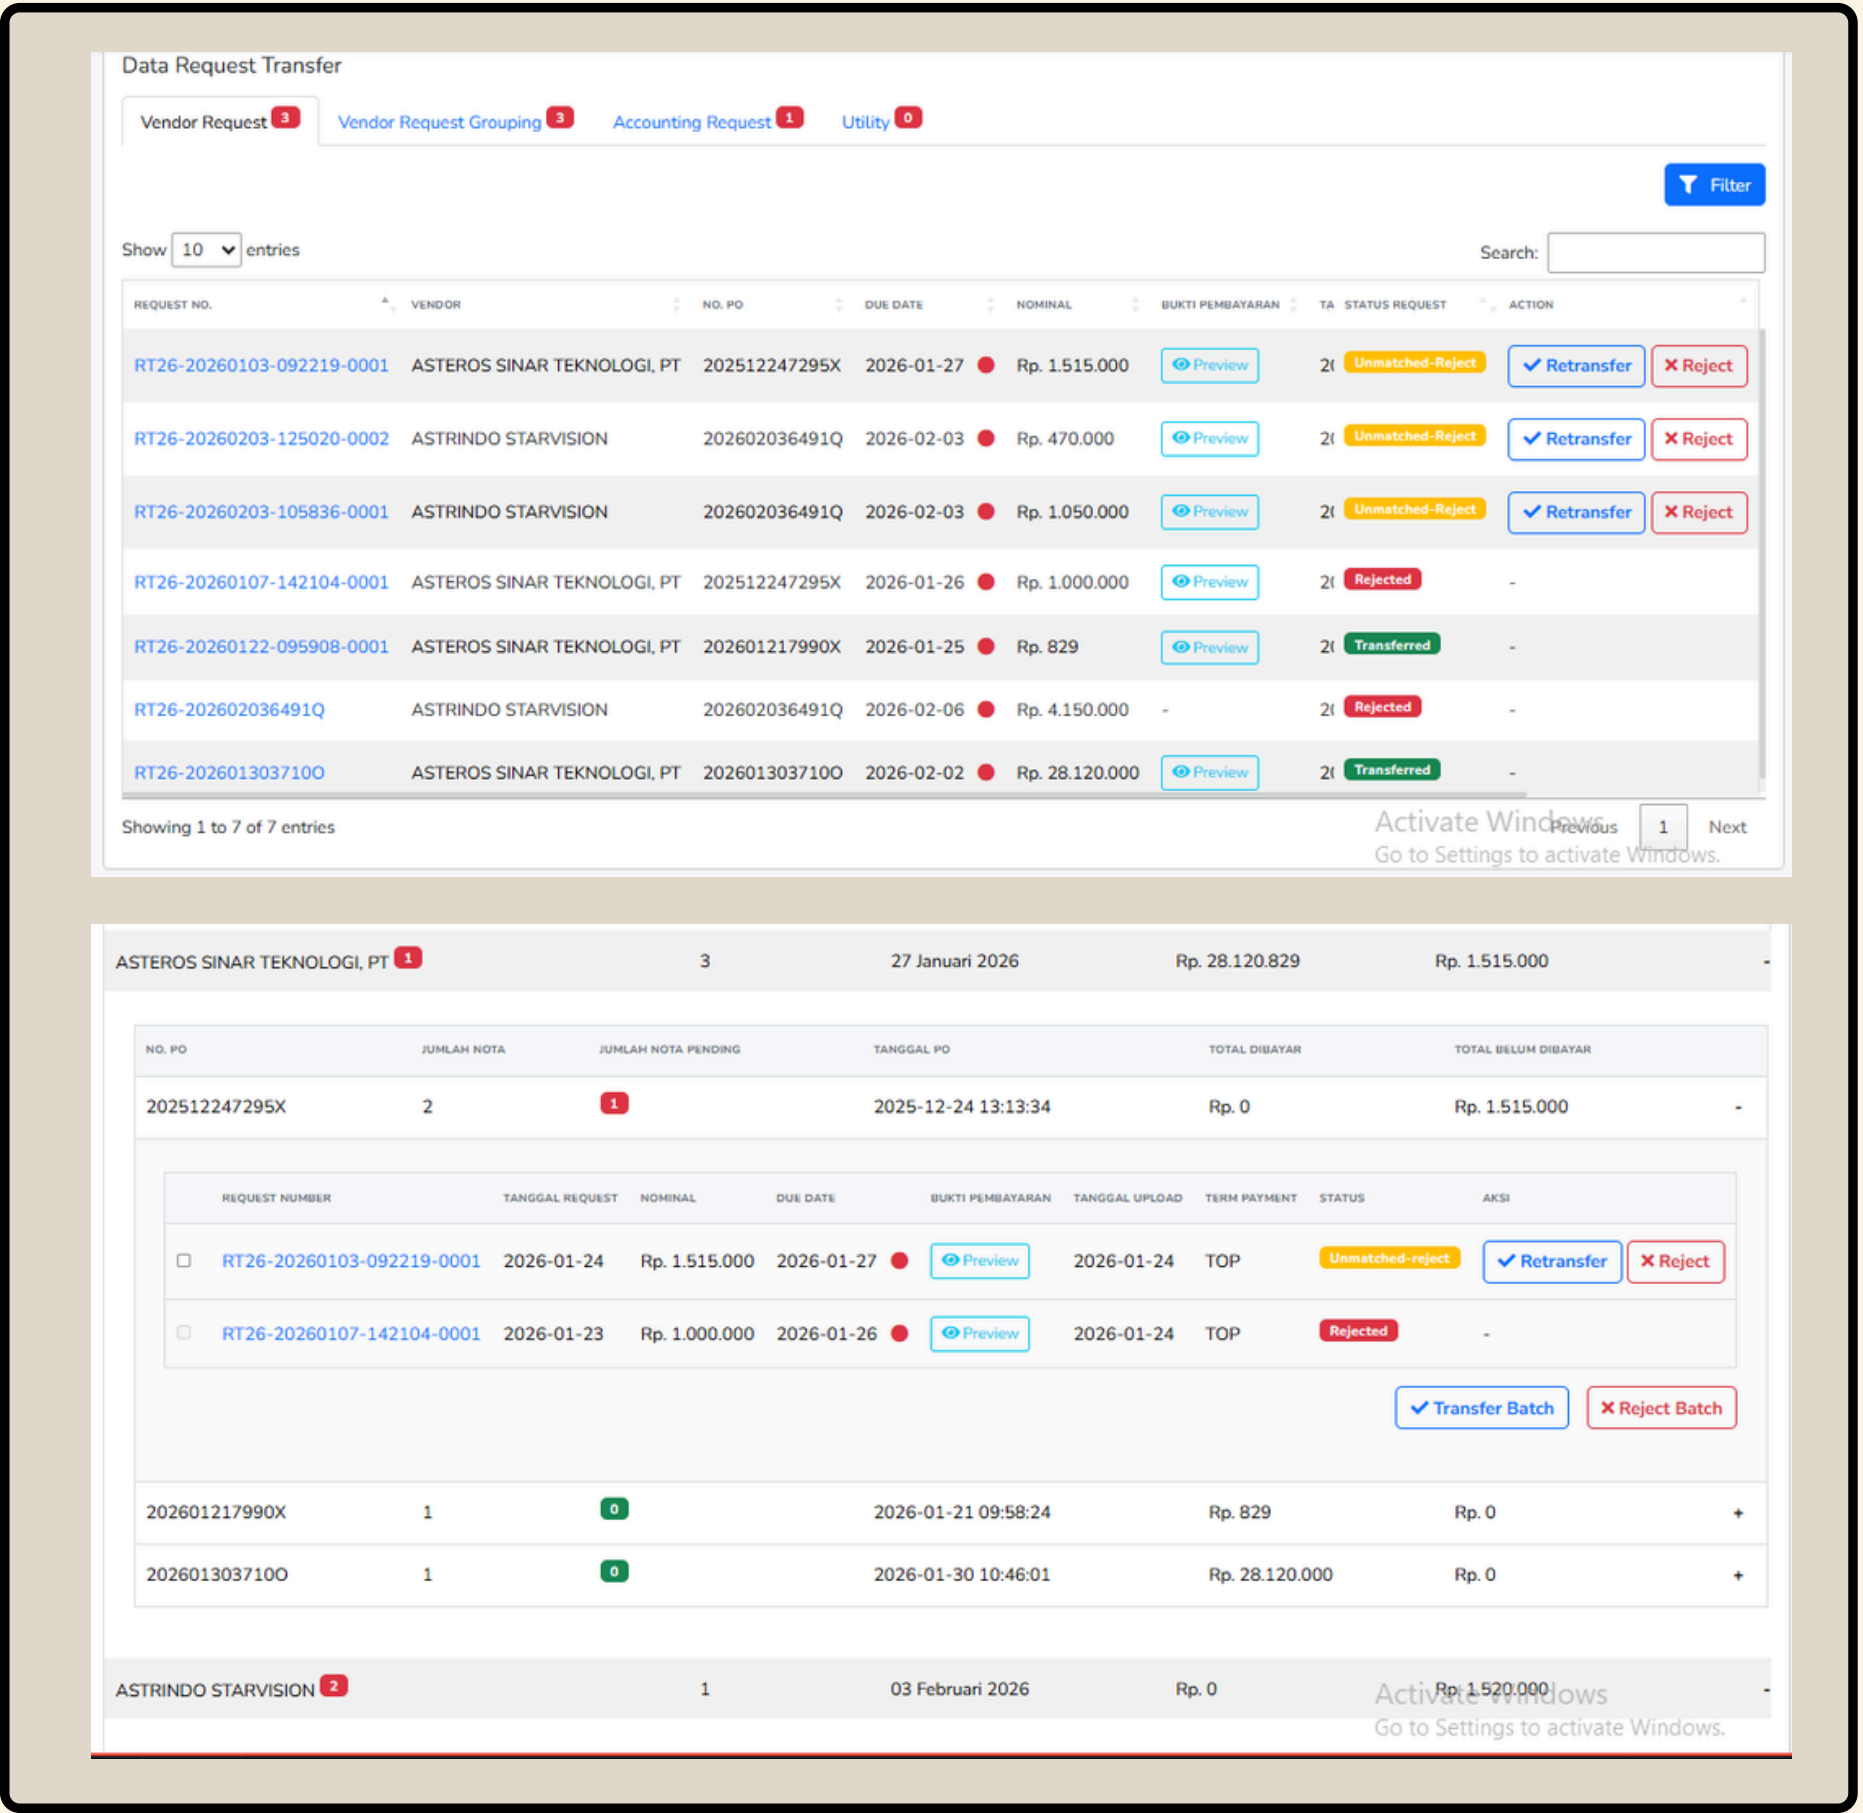 Data Request Transfer
Vendor Request 3 Vendor Request Grouping 3 Accounting Request 1 Utility 0
Filter
Show 10 entries Search:
REQUEST NO. VENDOR NO. PO DUE DATE NOMINAL BUKTI PEMBAYARAN TA STATUS REQUEST ACTION
RT26-20260103-092219-0001 ASTEROS SINAR TEKNOLOGI, PT 202512247295X 2026-01-27 Rp. 1.515.000 Preview 20 Unmatched-Reject Retransfer Reject
RT26-20260203-125020-0002 ASTRINDO STARVISION 202602036491Q 2026-02-03 Rp. 470.000 Preview 20 Unmatched-Reject Retransfer Reject
RT26-20260203-105836-0001 ASTRINDO STARVISION 202602036491Q 2026-02-03 Rp. 1.050.000 Preview 20 Unmatched-Reject Retransfer Reject
RT26-20260107-142104-0001 ASTEROS SINAR TEKNOLOGI, PT 202512247295X 2026-01-26 Rp. 1.000.000 Preview 20 Rejected -
RT26-20260122-095908-0001 ASTEROS SINAR TEKNOLOGI, PT 202601217990X 2026-01-25 Rp. 829 Preview 20 Transferred -
RT26-202602036491Q ASTRINDO STARVISION 202602036491Q 2026-02-06 Rp. 4.150.000 - 20 Rejected -
RT26-202601303710O ASTEROS SINAR TEKNOLOGI, PT 202601303710O 2026-02-02 Rp. 28.120.000 Preview 20 Transferred -
Showing 1 to 7 of 7 entries Previous 1 Next
Activate Windows
Go to Settings to activate Windows.
ASTEROS SINAR TEKNOLOGI, PT 1 3 27 Januari 2026 Rp. 28.120.829 Rp. 1.515.000 -
NO. PO JUMLAH NOTA JUMLAH NOTA PENDING TANGGAL PO TOTAL DIBAYAR TOTAL BELUM DIBAYAR
202512247295X 2 1 2025-12-24 13:13:34 Rp. 0 Rp. 1.515.000 -
REQUEST NUMBER TANGGAL REQUEST NOMINAL DUE DATE BUKTI PEMBAYARAN TANGGAL UPLOAD TERM PAYMENT STATUS AKSI
RT26-20260103-092219-0001 2026-01-24 Rp. 1.515.000 2026-01-27 Preview 2026-01-24 TOP Unmatched-reject Retransfer Reject
RT26-20260107-142104-0001 2026-01-23 Rp. 1.000.000 2026-01-26 Preview 2026-01-24 TOP Rejected -
Transfer Batch Reject Batch
202601217990X 1 0 2026-01-21 09:58:24 Rp. 829 Rp. 0 +
202601303710O 1 0 2026-01-30 10:46:01 Rp. 28.120.000 Rp. 0 +
ASTRINDO STARVISION 2 1 03 Februari 2026 Rp. 0 Rp. 1.520.000 -
Activate Windows
Go to Settings to activate Windows.